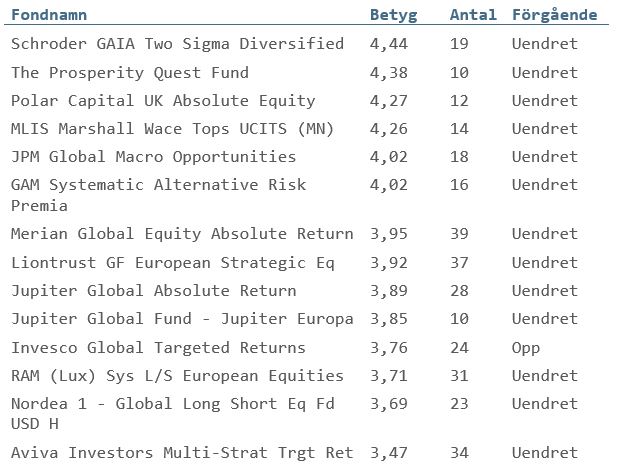 Fondnamn Betyg Antal Förgående
Schroder GAIA Two Sigma Diversified 4,44 19 Uendret
The Prosperity Quest Fund 4,38 10 Uendret
Polar Capital UK Absolute Equity 4,27 12 Uendret
MLIS Marshall Wace Tops UCITS (MN) 4,26 14 Uendret
JPM Global Macro Opportunities 4,02 18 Uendret
GAM Systematic Alternative Risk 4,02 16 Uendret
Premia
Merian Global Equity Absolute Return 3,95 39 Uendret
Liontrust GF European Strategic Eq 3,92 37 Uendret
Jupiter Global Absolute Return 3,89 28 Uendret
Jupiter Global Fund - Jupiter Europa 3,85 10 Uendret
Invesco Global Targeted Returns 3,76 24 Opp
RAM (Lux) Sys L/S European Equities 3,71 31 Uendret
Nordea 1 - Global Long Short Eq Fd 3,69 23 Uendret
USD H
Aviva Investors Multi-Strat Trgt Ret 3,47 34 Uendret